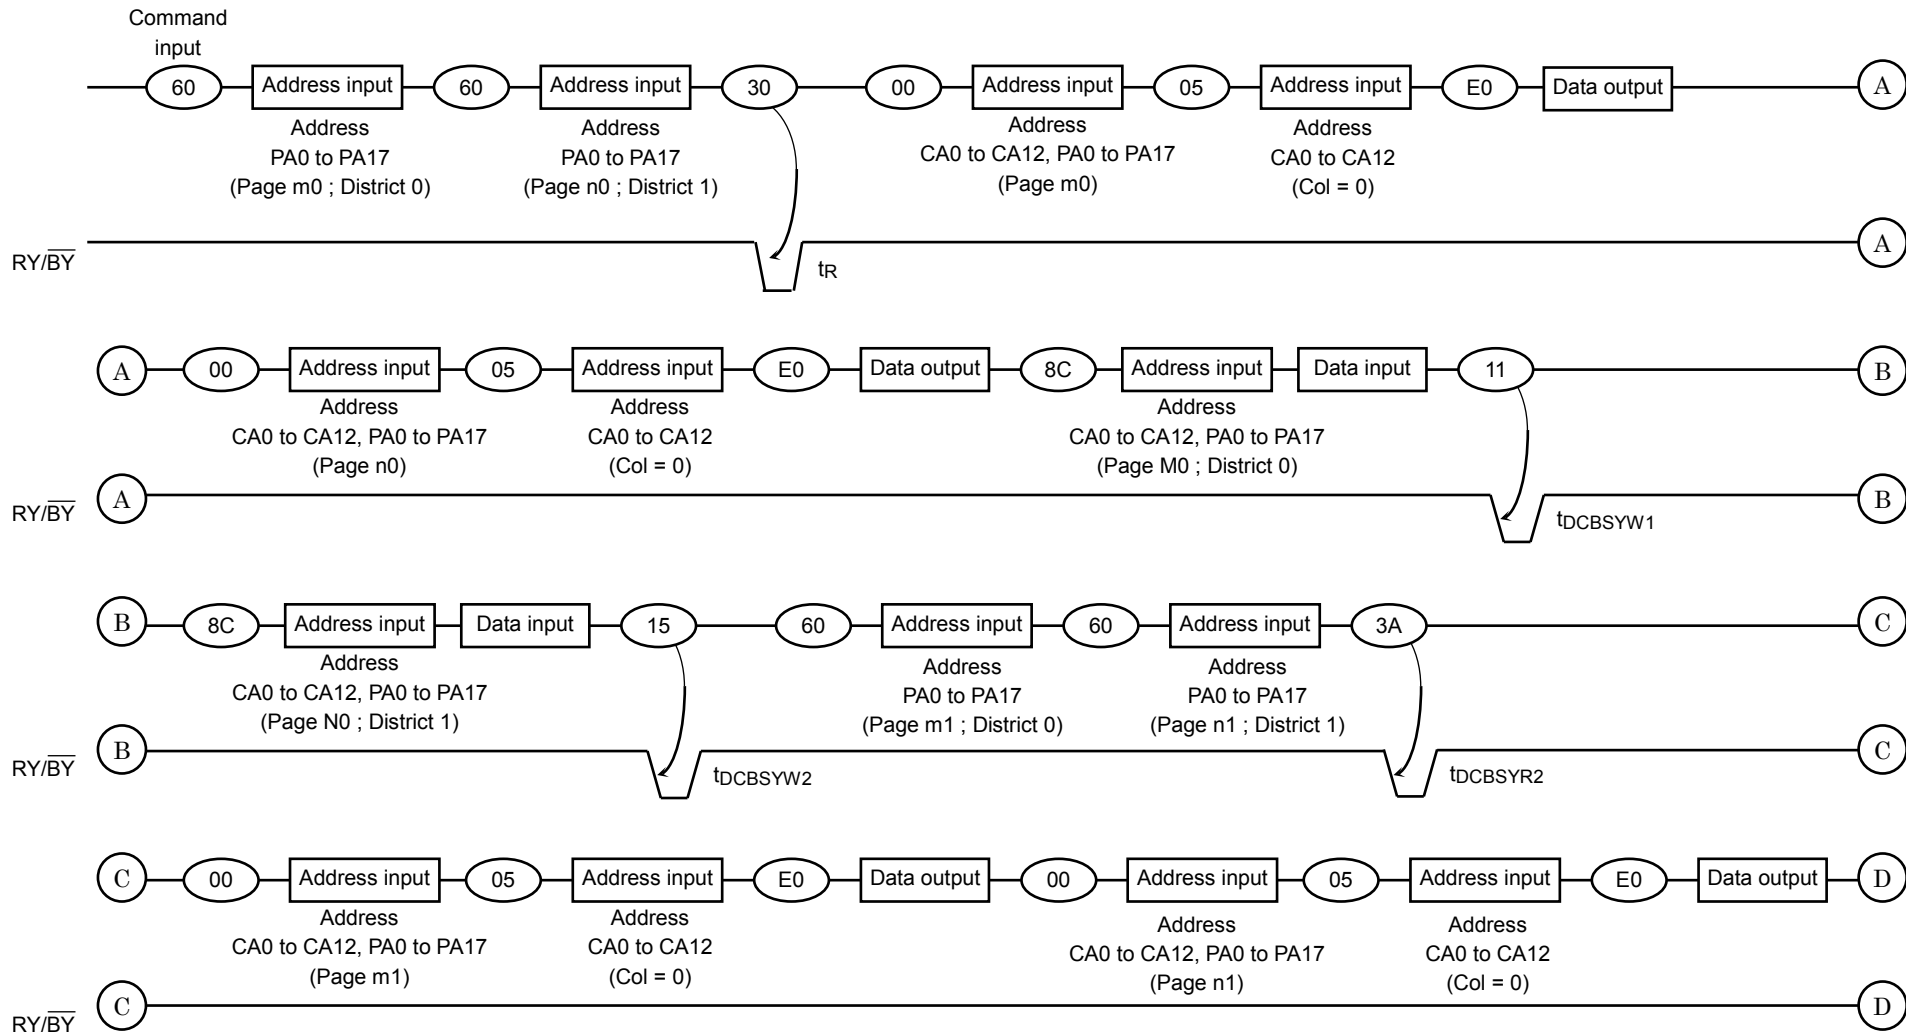 Command
input
60 Address input 60 Address input 30 00 Address input 05 Address input E0 Data output A
Address Address Address Address
PA0 to PA17 PA0 to PA17 CA0 to CA12, PA0 to PA17 CA0 to CA12
(Page m0 ; District 0) (Page n0 ; District 1) (Page m0) (Col = 0)
RY/BY tR A
A 00 Address input 05 Address input E0 Data output 8C Address input Data input 11 B
Address Address Address
CA0 to CA12, PA0 to PA17 CA0 to CA12 CA0 to CA12, PA0 to PA17
(Page n0) (Col = 0) (Page M0 ; District 0)
RY/BY A tDCBSYW1 B
B 8C Address input Data input 15 60 Address input 60 Address input 3A C
Address Address Address
CA0 to CA12, PA0 to PA17 PA0 to PA17 PA0 to PA17
(Page N0 ; District 1) (Page m1 ; District 0) (Page n1 ; District 1)
RY/BY B tDCBSYW2 tDCBSYR2 C
C 00 Address input 05 Address input E0 Data output 00 Address input 05 Address input E0 Data output D
Address Address Address Address
CA0 to CA12, PA0 to PA17 CA0 to CA12 CA0 to CA12, PA0 to PA17 CA0 to CA12
(Page m1) (Col = 0) (Page n1) (Col = 0)
RY/BY C D